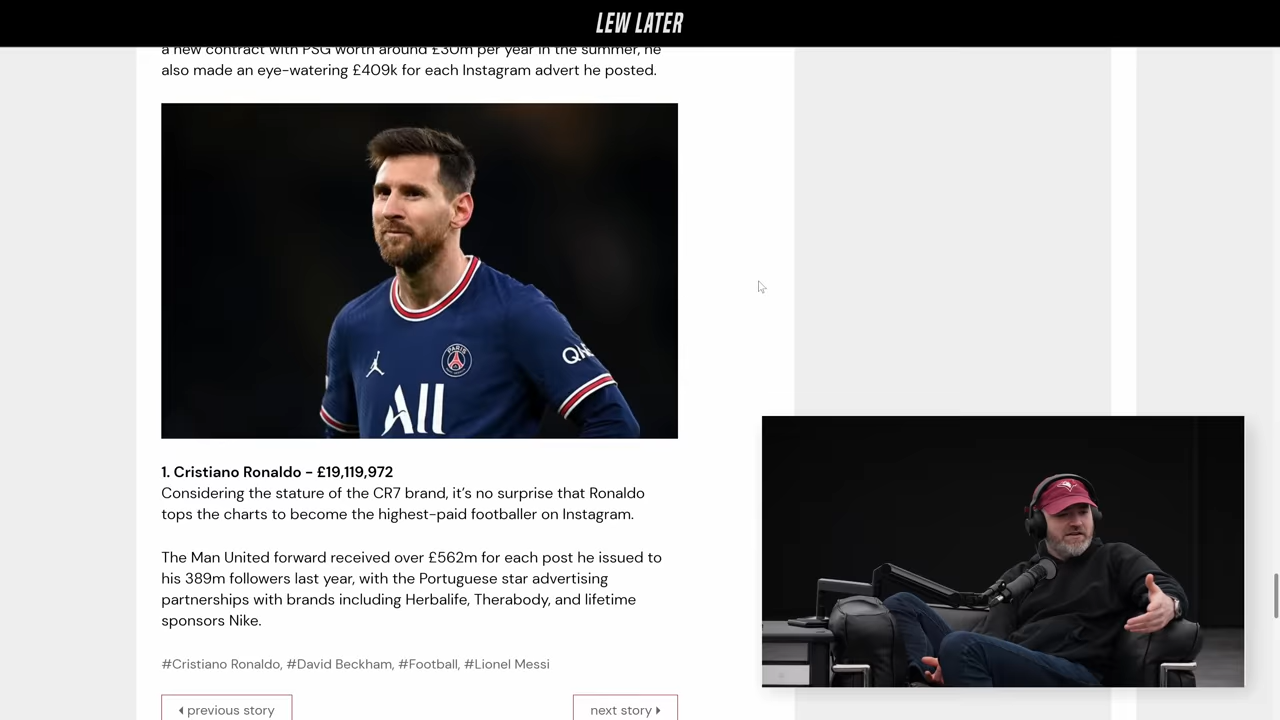 LEW LATER
a new contract with PSG worth around £30m per year in the summer, he
also made an eye-watering £409k for each Instagram advert he posted.
PARIS
All
1. Cristiano Ronaldo - £19,119,972
Considering the stature of the CR7 brand, it's no surprise that Ronaldo
tops the charts to become the highest-paid footballer on Instagram.
The Man United forward received over £562m for each post he issued to
his 389m followers last year, with the Portuguese star advertising
partnerships with brands including Herbalife, Therabody, and lifetime
sponsors Nike.
#Cristiano Ronaldo, #David Beckham, #Football, #Lionel Messi
previous story
next story